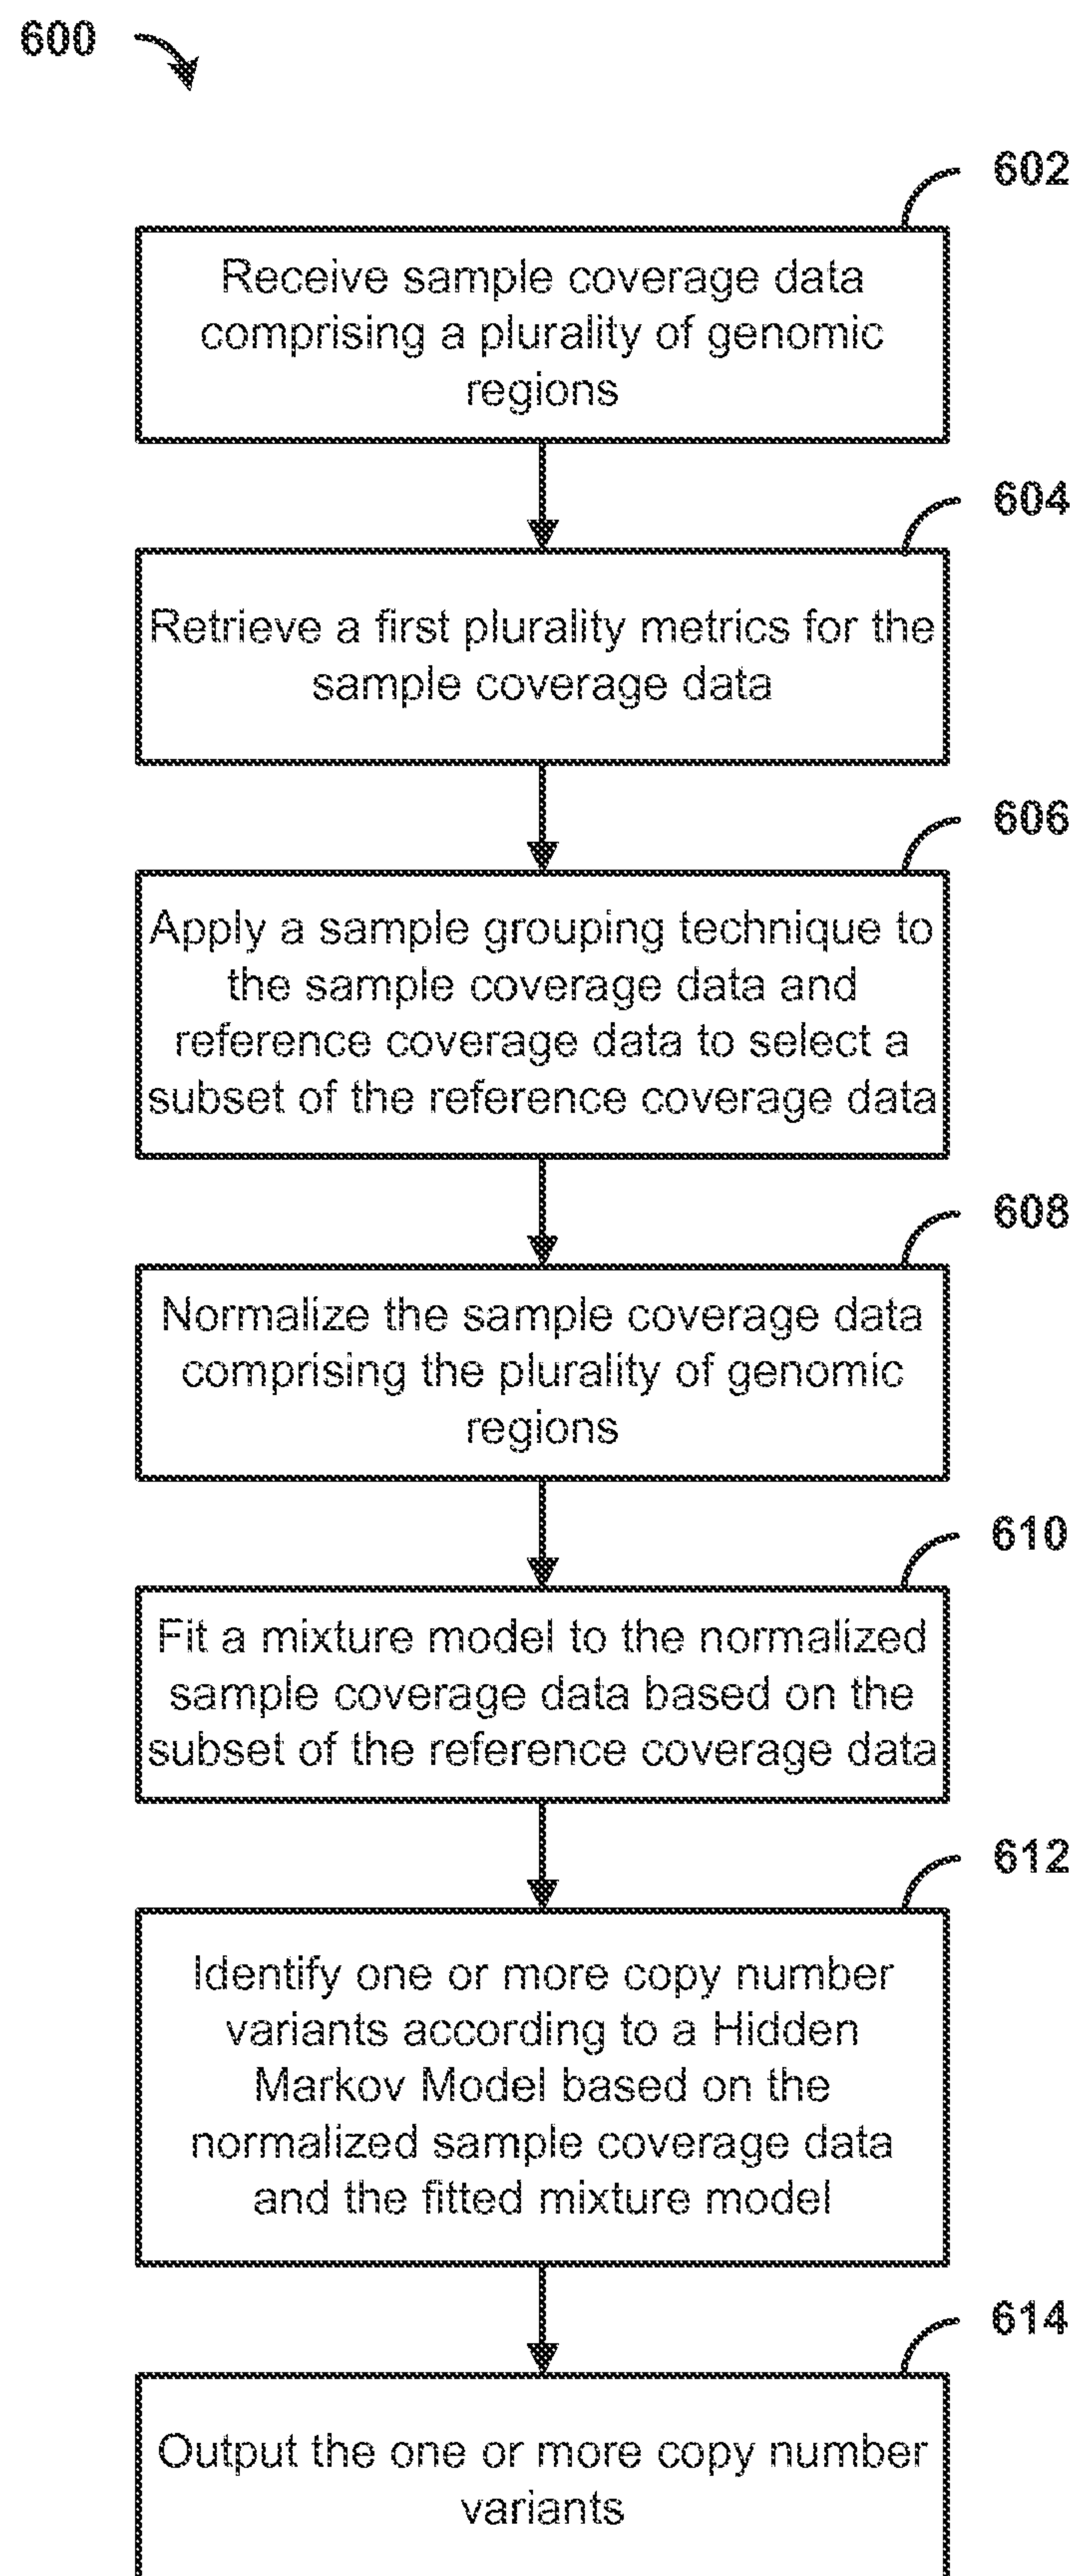 600
602
Receive sample coverage data
comprising a plurality of genomic
regions
604
Retrieve a first plurality metrics for the
sample coverage data
606
Apply a sample grouping technique to
the sample coverage data and
reference coverage data to select a
subset of the reference coverage data
608
Normalize the sample coverage data
comprising the plurality of genomic
regions
610
Fit a mixture model to the normalized
sample coverage data based on the
subset of the reference coverage data
612
Identify one or more copy number
variants according to a Hidden
Markov Model based on the
normalized sample coverage data
and the fitted mixture model
614
Output the one or more copy number
variants